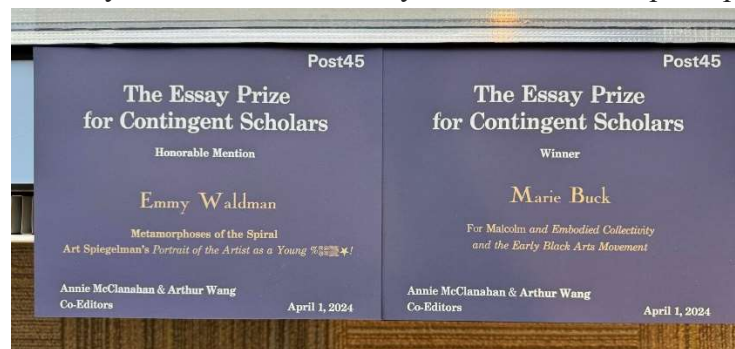 Post45
The Essay Prize
for Contingent Scholars
Honorable Mention
Emmy Waldman
Metamorphoses of the Spiral
Art Spiegelman's Portrait of the Artist as a Young %
Annie McClanahan & Arthur Wang
Co-Editors
April 1, 2024
Post45
The Essay Prize
for Contingent Scholars
Winner
Marie Buck
For Malcolm and Embodied Collectivity
and the Early Black Arts Movement
Annie McClanahan & Arthur Wang
Co-Editors
April 1, 2024